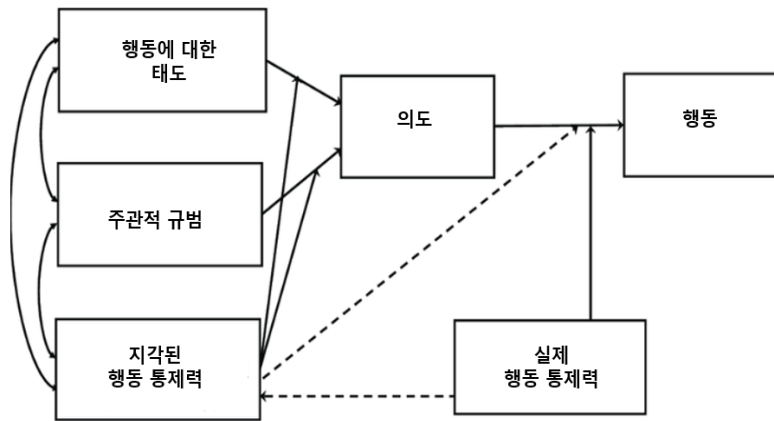 행동에 대한
태도
의도
행동
주관적 규범
지각된
행동 통제력
실제
행동 통제력